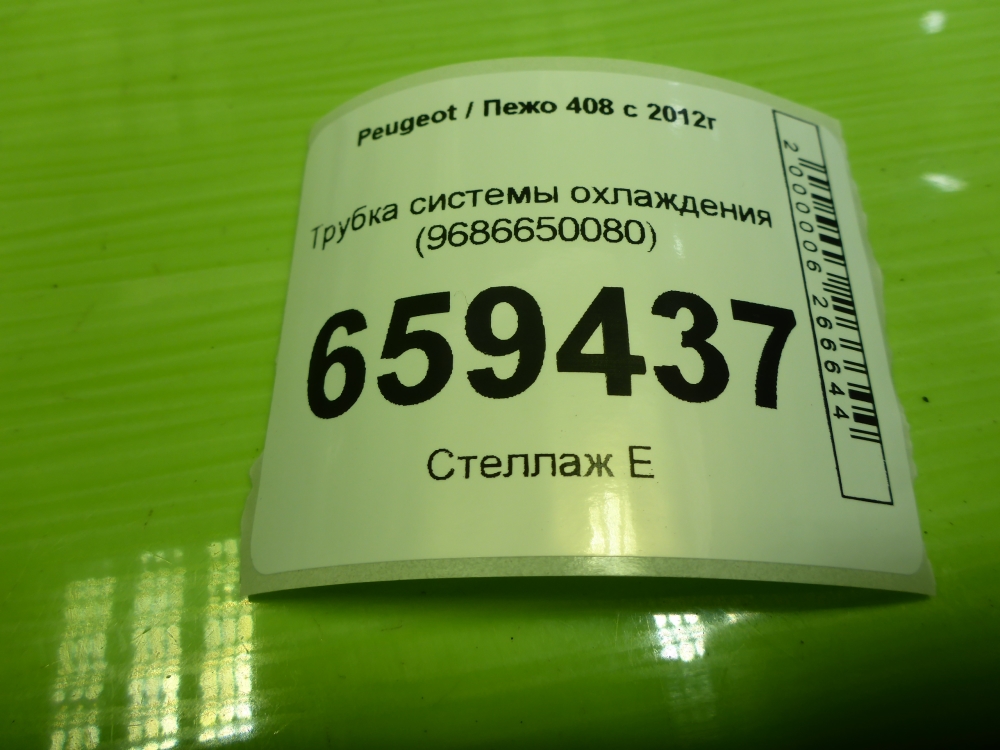 Peugeot / Пежо 408 с 2012г
Трубка системы охлаждения
(9686650080)
659437
Стеллаж Е
2000006266644